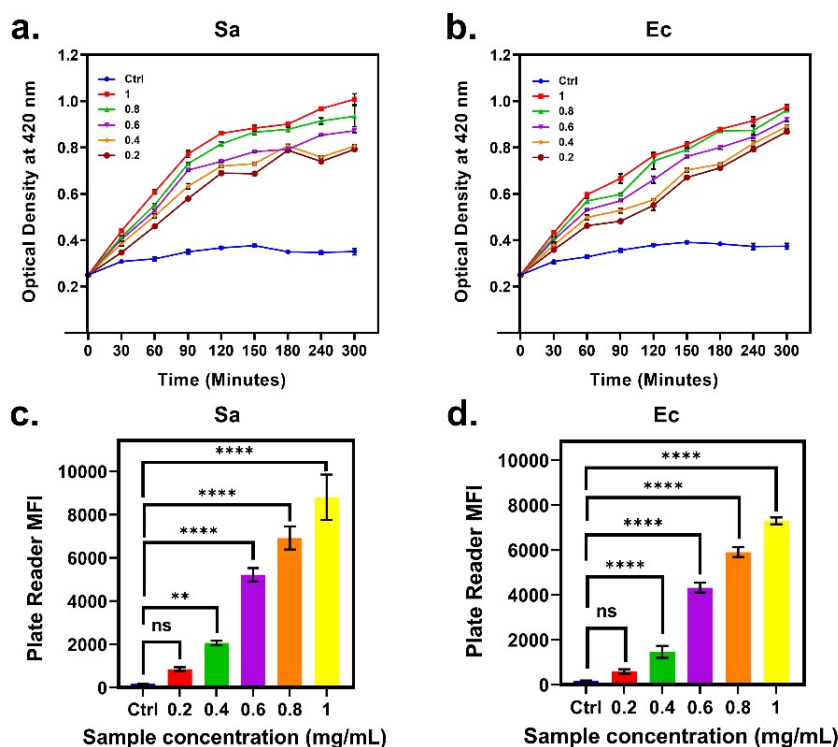 a.
Sa
Optical Density at 420 nm
1.2
1.0
0.8
0.6
0.4
0.2
Ctrl
1
0.8
0.6
0.4
0.2
0 30 60 90 120 150 180 240 300
Time (Minutes)
b.
Ec
Optical Density at 420 nm
1.2
1.0
0.8
0.6
0.4
0.2
Ctrl
1
0.8
0.6
0.4
0.2
0 30 60 90 120 150 180 240 300
Time (Minutes)
c.
Sa
Plate Reader MFI
10000
8000
6000
4000
2000
0
****
****
****
**
ns
Ctrl 0.2 0.4 0.6 0.8 1
Sample concentration (mg/mL)
d.
Ec
Plate Reader MFI
10000
8000
6000
4000
2000
0
****
****
****
****
ns
Ctrl 0.2 0.4 0.6 0.8 1
Sample concentration (mg/mL)